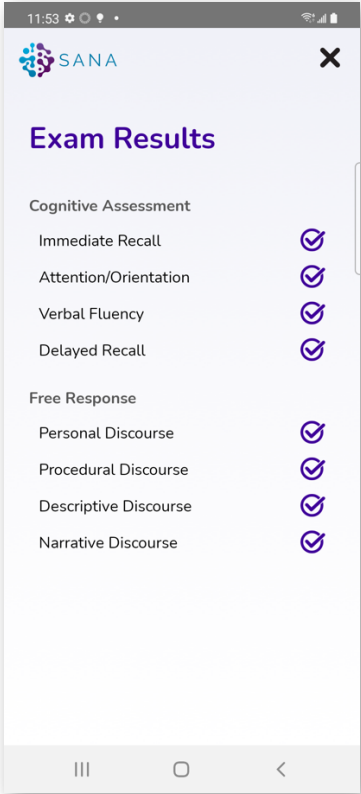 11:53
SANA
Exam Results
Cognitive Assessment
Immediate Recall
Attention/Orientation
Verbal Fluency
Delayed Recall
Free Response
Personal Discourse
Procedural Discourse
Descriptive Discourse
Narrative Discourse